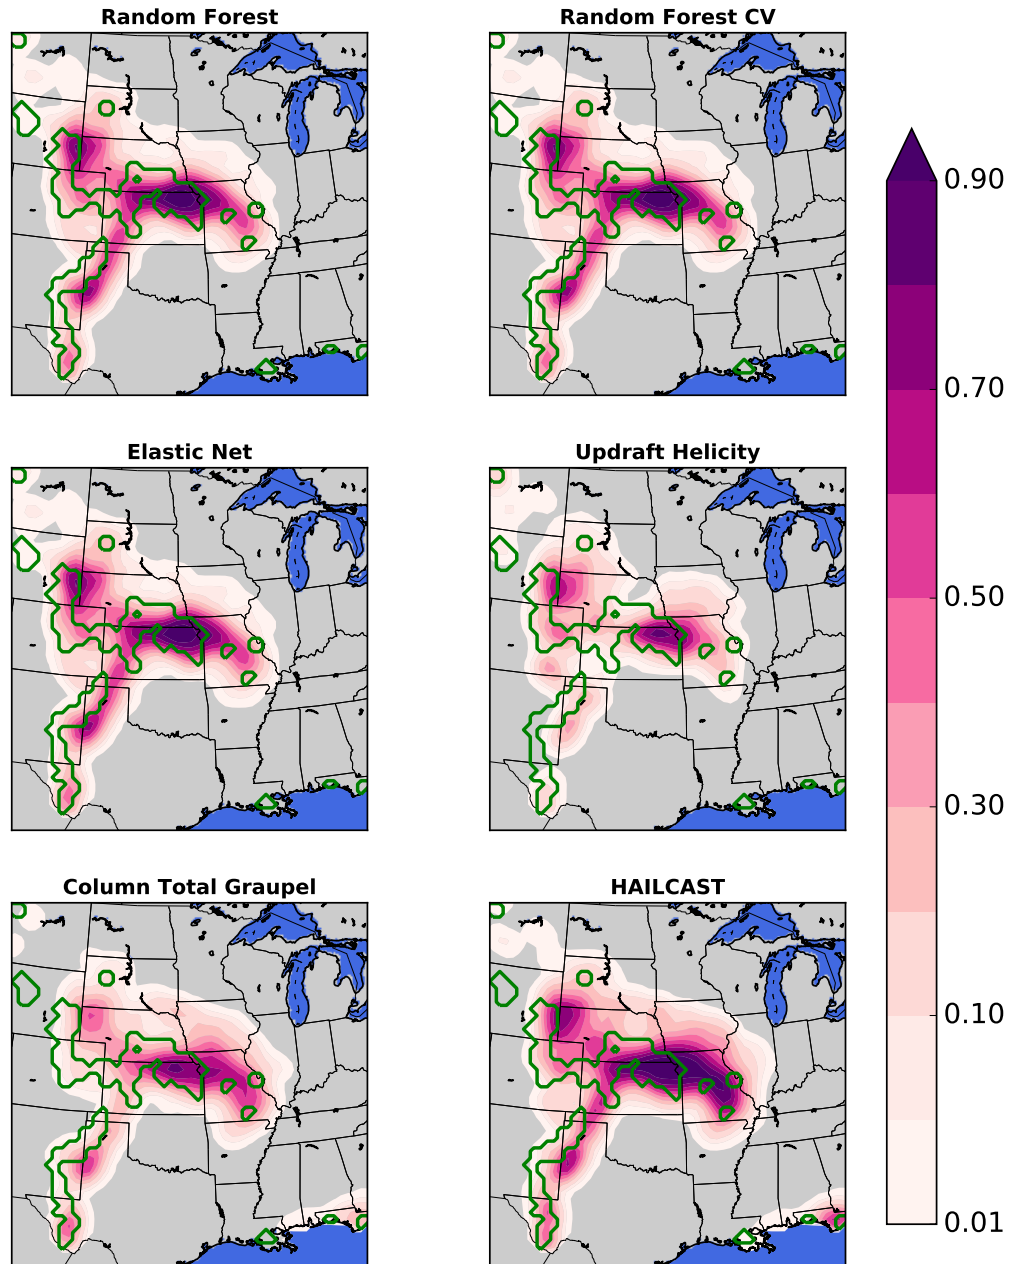 Random Forest
Random Forest CV
Elastic Net
Updraft Helicity
Column Total Graupel
HAILCAST
0.90
0.70
0.50
0.30
0.10
0.01